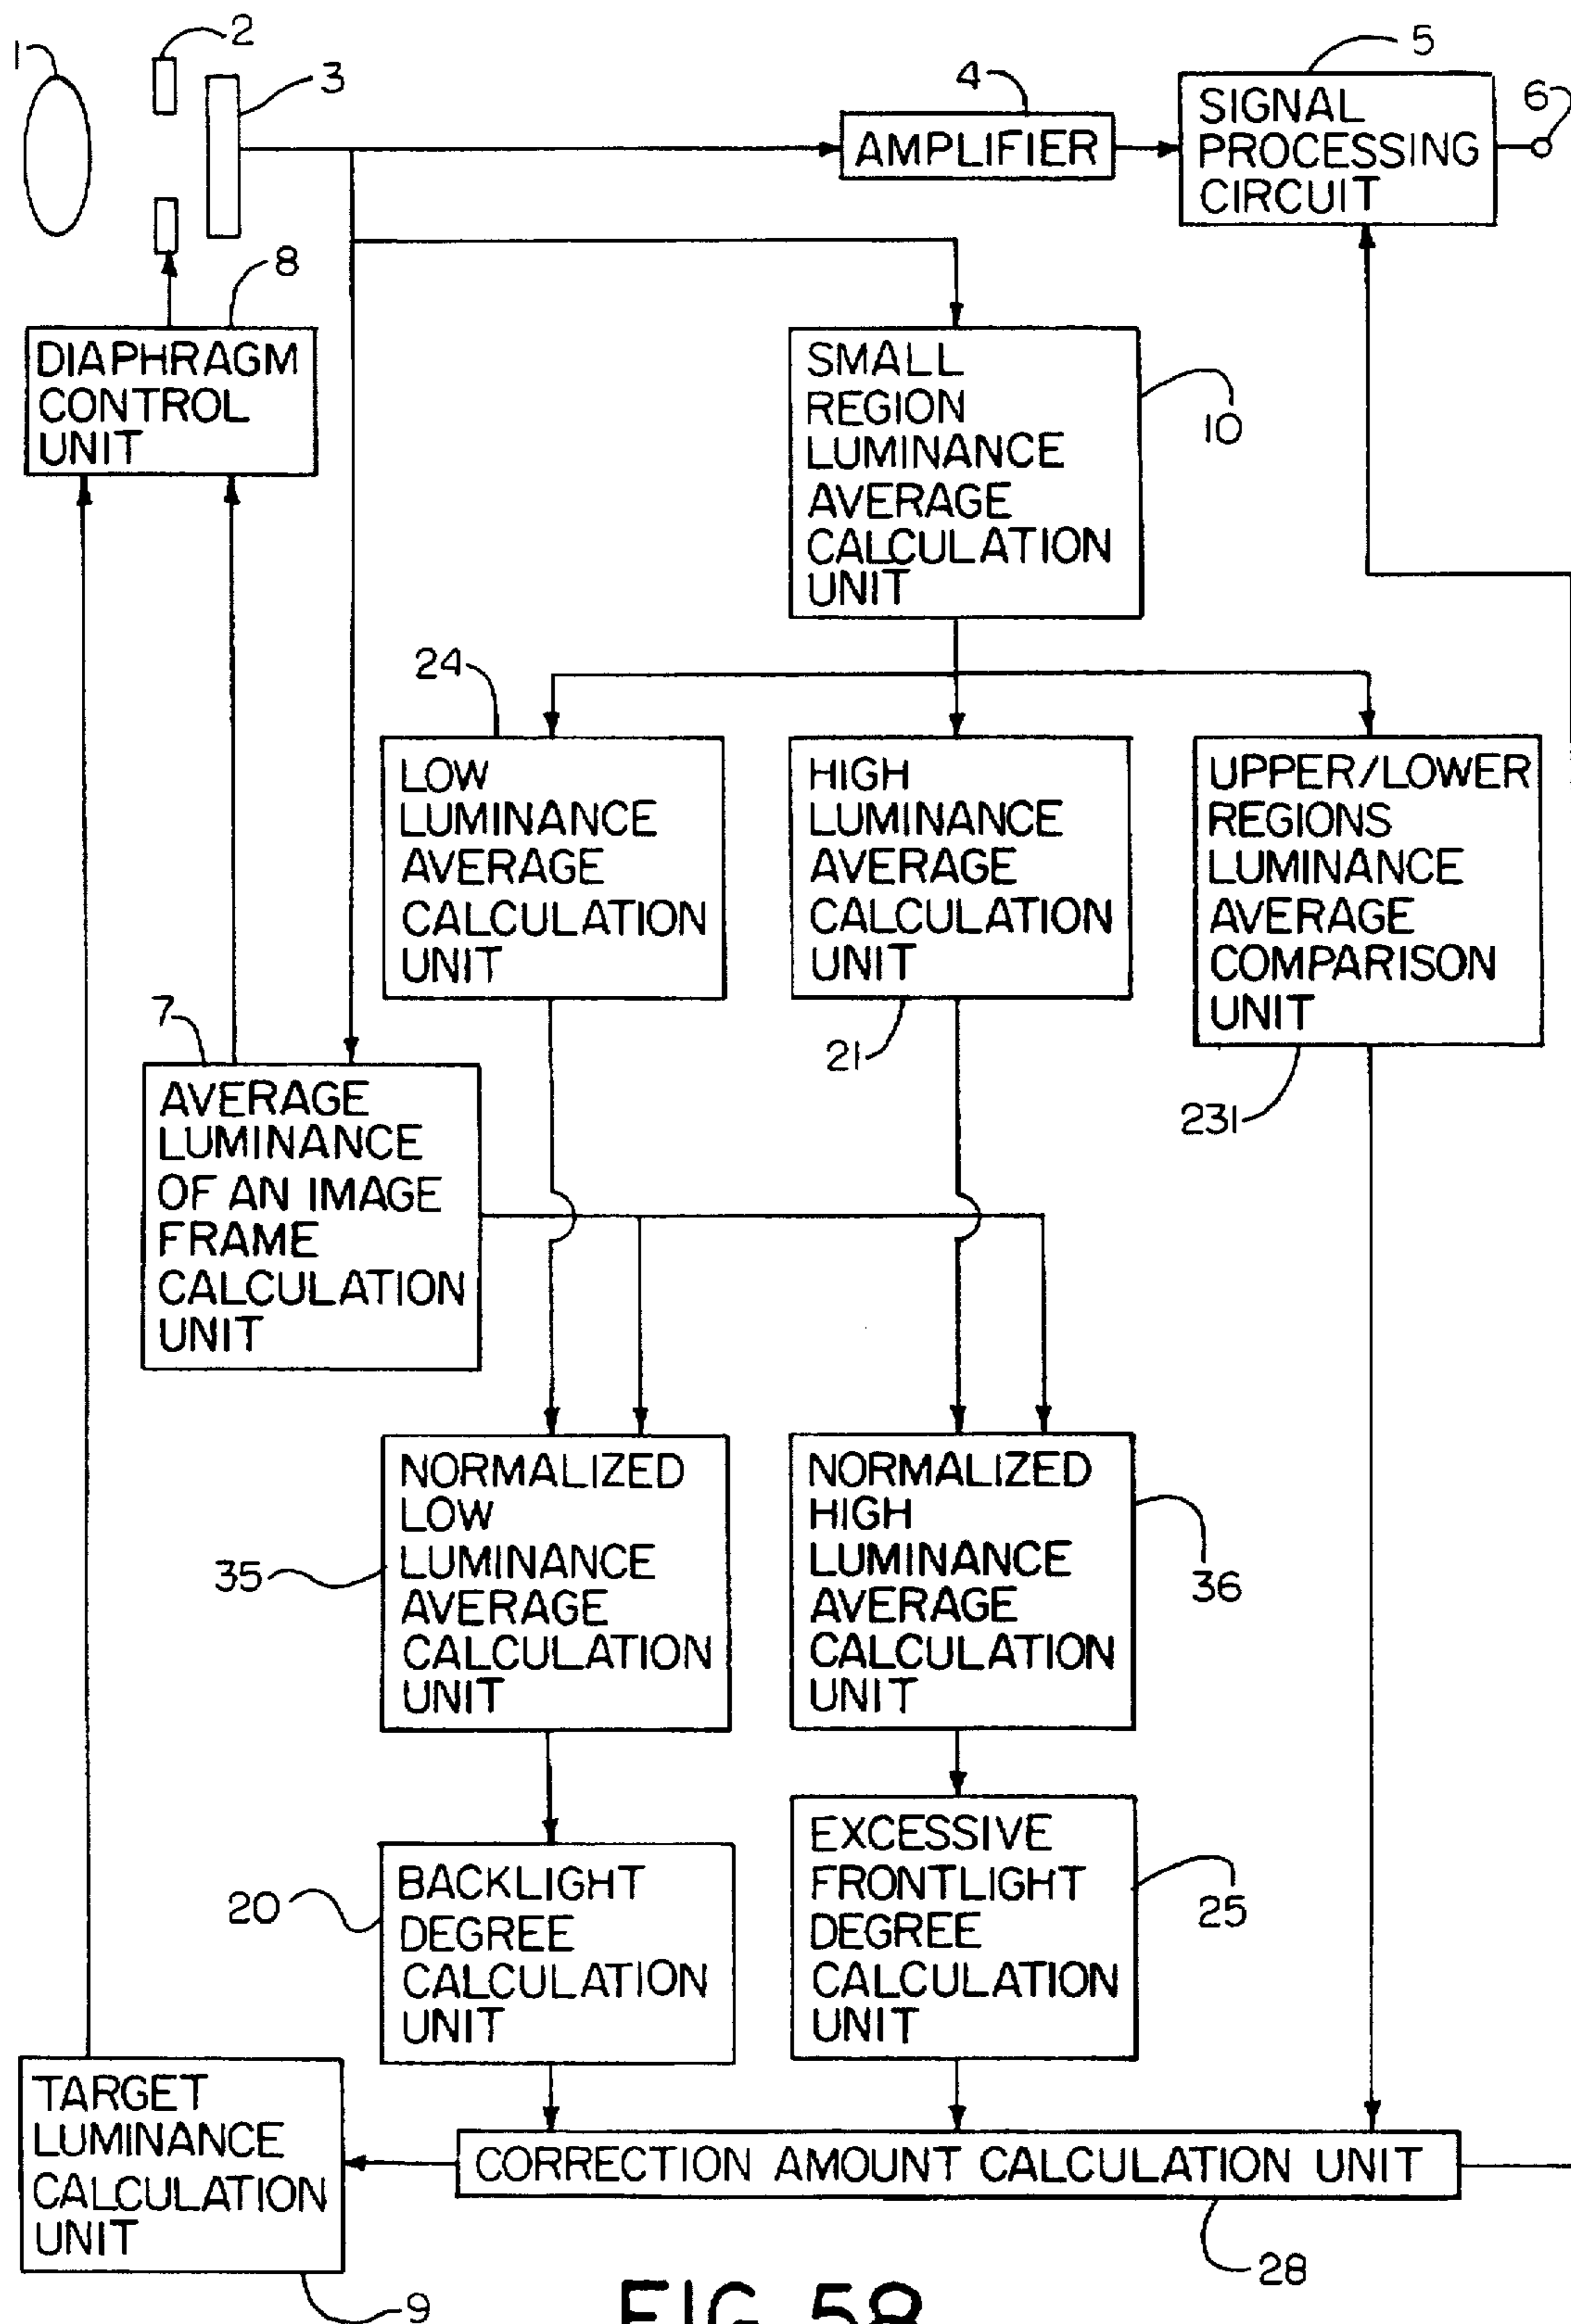 1
2
3
4
5
6
AMPLIFIER
SIGNAL
PROCESSING
CIRCUIT
8
DIAPHRAGM
CONTROL
UNIT
SMALL
REGION
LUMINANCE
AVERAGE
CALCULATION
UNIT
10
24
LOW
LUMINANCE
AVERAGE
CALCULATION
UNIT
HIGH
LUMINANCE
AVERAGE
CALCULATION
UNIT
21
UPPER/LOWER
REGIONS
LUMINANCE
AVERAGE
COMPARISON
UNIT
231
7
AVERAGE
LUMINANCE
OF AN IMAGE
FRAME
CALCULATION
UNIT
NORMALIZED
LOW
LUMINANCE
AVERAGE
CALCULATION
UNIT
35
NORMALIZED
HIGH
LUMINANCE
AVERAGE
CALCULATION
UNIT
36
BACKLIGHT
DEGREE
CALCULATION
UNIT
20
EXCESSIVE
FRONTLIGHT
DEGREE
CALCULATION
UNIT
25
TARGET
LUMINANCE
CALCULATION
UNIT
9
CORRECTION AMOUNT CALCULATION UNIT
28
FIG. 58